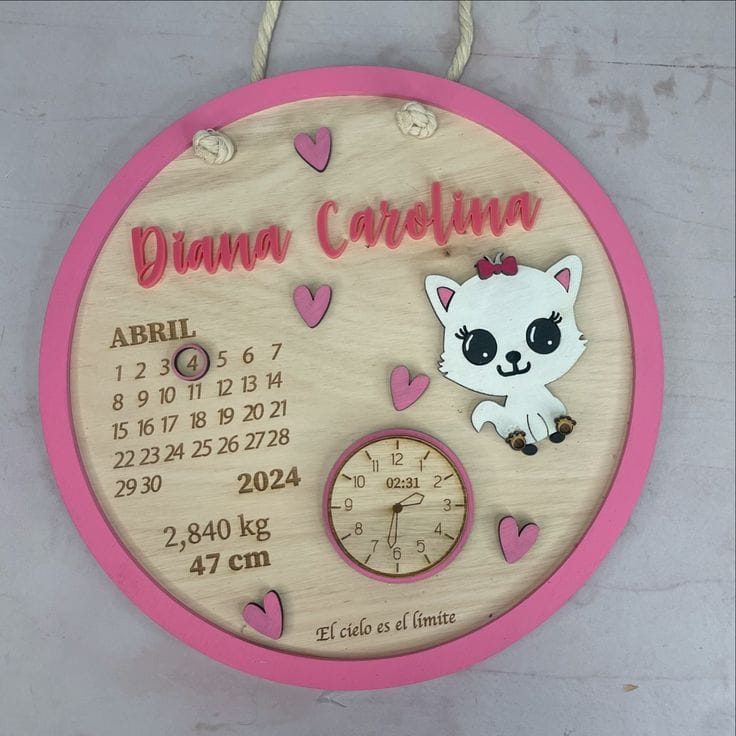 Diana Carolina
ABRIL
1 2 3 4 5 6 7
8 9 10 11 12 13 14
15 16 17 18 19 20 21
22 23 24 25 26 27 28
29 30
2024
2,840 kg
47 cm
12
1
2
3
4
5
6
7
8
9
10
11
02:31
El cielo es el límite